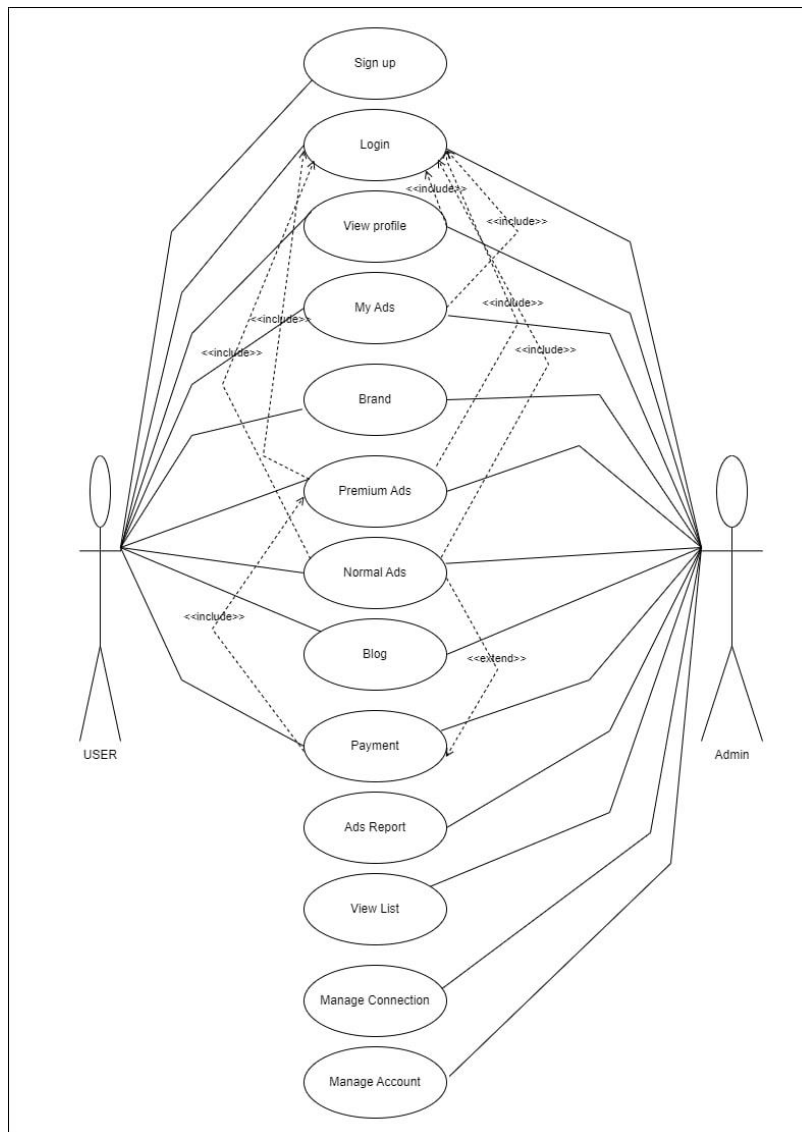 Sign up
Login
<<include>>
View profile
<<include>>
My Ads
<<include>>
<<include>>
<<include>>
<<include>>
Brand
Premium Ads
Normal Ads
<<include>>
Blog
<<extend>>
Payment
USER
Admin
Ads Report
View List
Manage Connection
Manage Account